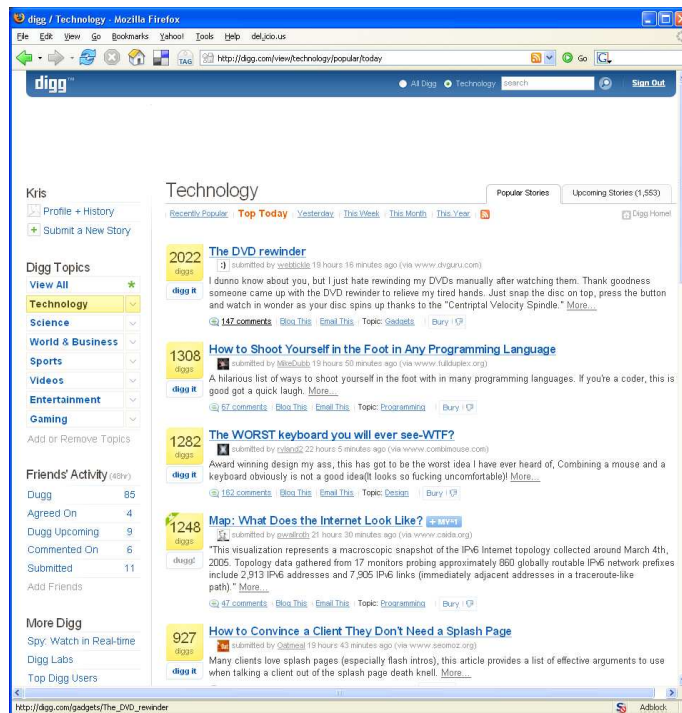 digg / Technology - Mozilla Firefox
File Edit View Go Bookmarks Yahoo! Tools Help del.icio.us
TAG http://digg.com/view/technology/popular/today Go G
digg™ All Digg Technology search Sign Out
Kris
Profile + History
Submit a New Story
Digg Topics
View All
Technology
Science
World & Business
Sports
Videos
Entertainment
Gaming
Add or Remove Topics
Friends' Activity (48hr)
Dugg 85
Agreed On 4
Dugg Upcoming 9
Commented On 6
Submitted 11
Add Friends
More Digg
Spy: Watch in Real-time
Digg Labs
Top Digg Users
Technology Popular Stories Upcoming Stories (1,553)
Recently Popular Top Today Yesterday This Week This Month This Year Digg Home!
2022 diggs
digg it
The DVD rewinder
submitted by webtickle 19 hours 16 minutes ago (via www.dvguru.com)
I dunno know about you, but I just hate rewinding my DVDs manually after watching them. Thank goodness
someone came up with the DVD rewinder to relieve my tired hands. Just snap the disc on top, press the button
and watch in wonder as your disc spins up thanks to the "Centriptal Velocity Spindle." More...
147 comments Blog This Email This Topic: Gadgets Bury
1308 diggs
digg it
How to Shoot Yourself in the Foot in Any Programming Language
submitted by MikeDubb 19 hours 50 minutes ago (via www.fullduplex.org)
A hilarious list of ways to shoot yourself in the foot with in many programming languages. If you're a coder, this is
good got a quick laugh. More...
67 comments Blog This Email This Topic: Programming Bury
1282 diggs
digg it
The WORST keyboard you will ever see-WTF?
submitted by ryland2 22 hours 5 minutes ago (via www.combimouse.com)
Award winning design my ass, this has got to be the worst idea I have ever heard of, Combining a mouse and a
keyboard obviously is not a good idea(It looks so fucking uncomfortable)! More...
162 comments Blog This Email This Topic: Design Bury
1248 diggs
dugg!
Map: What Does the Internet Look Like?
submitted by pwallroth 21 hours 30 minutes ago (via www.caida.org)
"This visualization represents a macroscopic snapshot of the IPv6 Internet topology collected around March 4th,
2005. Topology data gathered from 17 monitors probing approximately 860 globally routable IPv6 network prefixes
include 2,913 IPv6 addresses and 7,905 IPv6 links (immediately adjacent addresses in a traceroute-like
path)." More...
47 comments Blog This Email This Topic: Programming Bury
927 diggs
digg it
How to Convince a Client They Don't Need a Splash Page
submitted by Oatmeal 19 hours 43 minutes ago (via www.seomoz.org)
Many clients love splash pages (especially flash intros), this article provides a list of effective arguments to use
when talking a client out of the splash page death knell. More...
http://digg.com/gadgets/The_DVD_rewinder Adblock